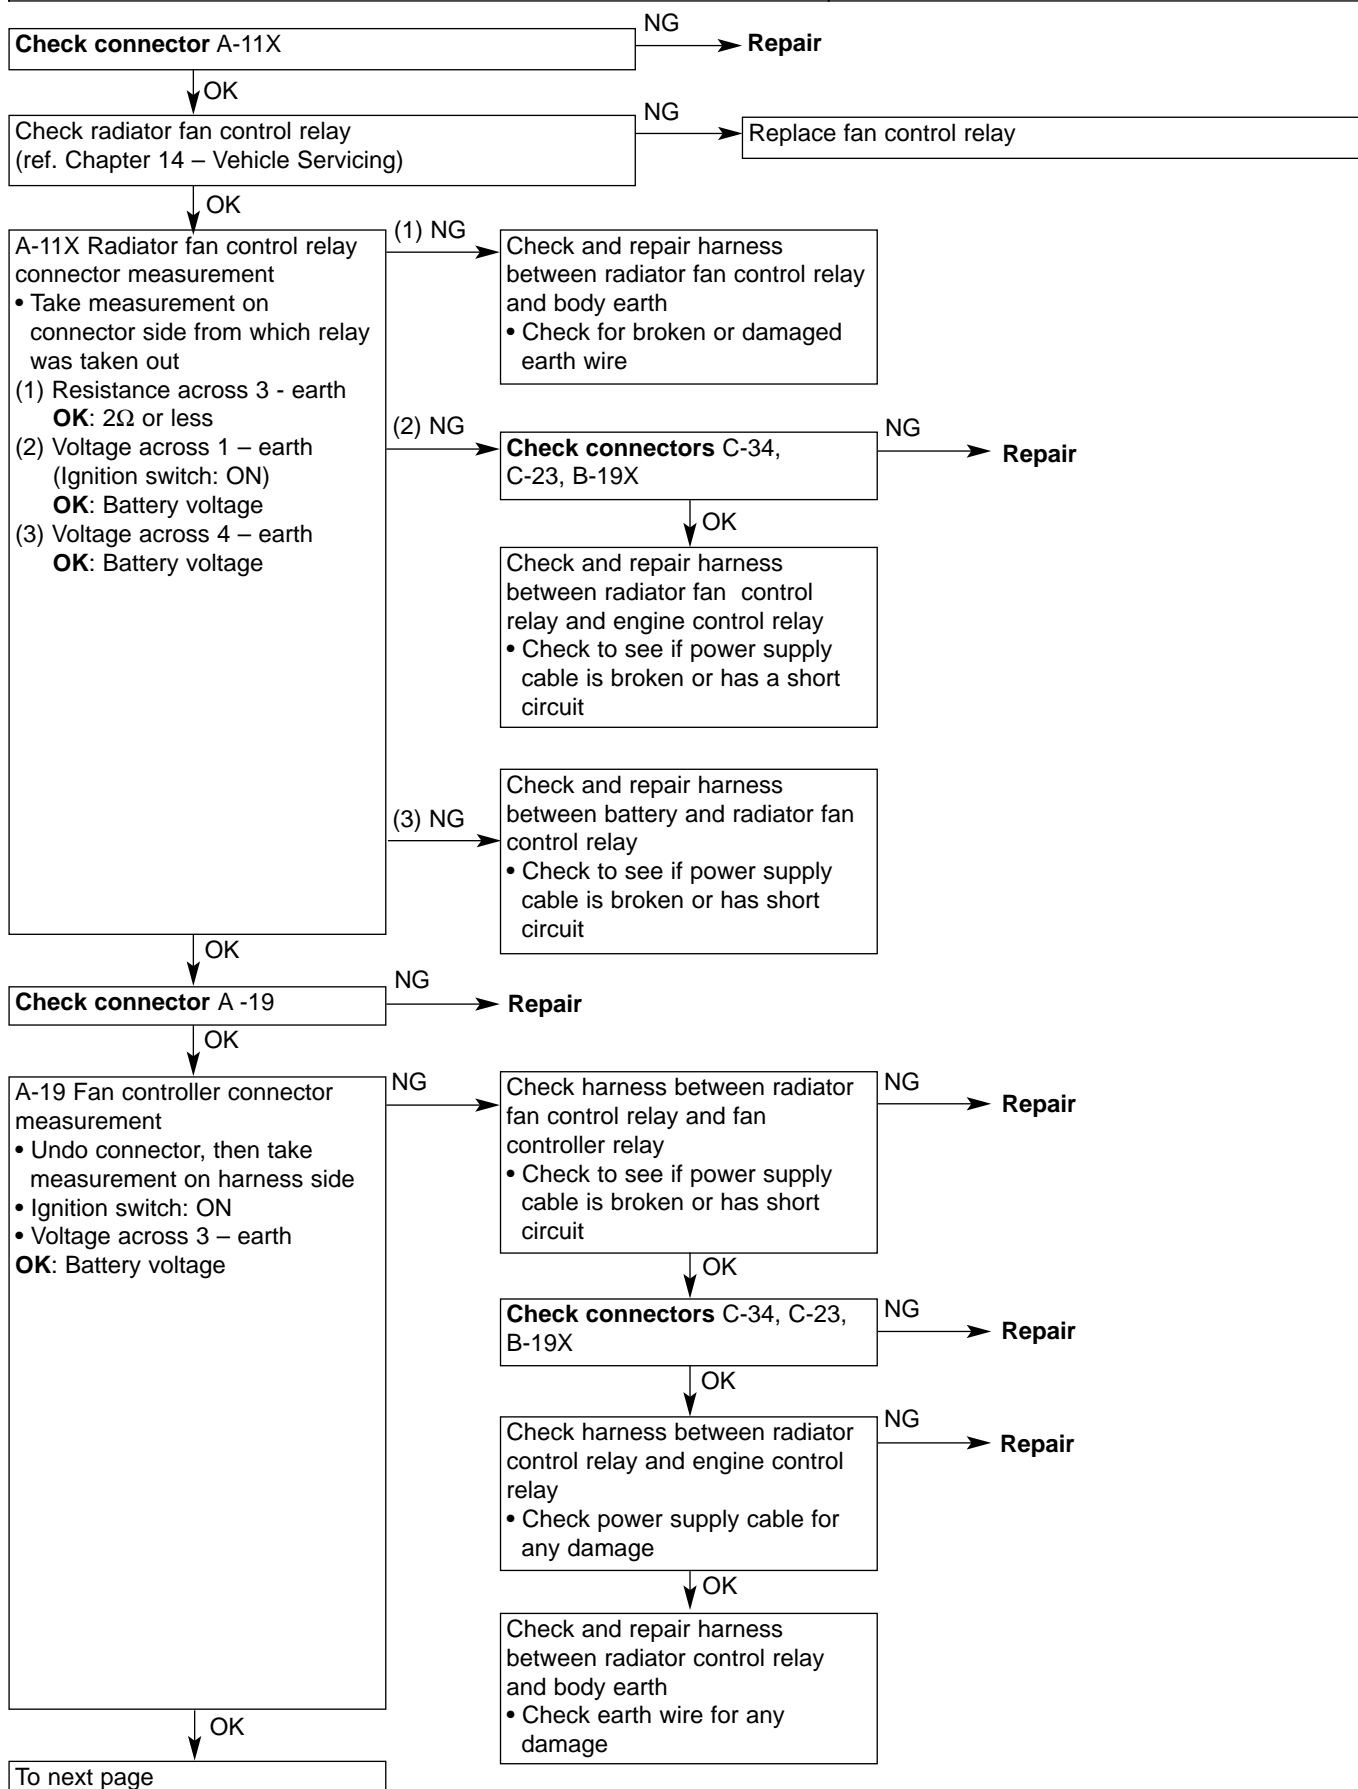 Check connector A-11X
NG
Repair
OK
Check radiator fan control relay
(ref. Chapter 14 – Vehicle Servicing)
NG
Replace fan control relay
OK
A-11X Radiator fan control relay
connector measurement
• Take measurement on
connector side from which relay
was taken out
(1) Resistance across 3 - earth
OK: 2Ω or less
(2) Voltage across 1 – earth
(Ignition switch: ON)
OK: Battery voltage
(3) Voltage across 4 – earth
OK: Battery voltage
(1) NG
Check and repair harness
between radiator fan control relay
and body earth
• Check for broken or damaged
earth wire
(2) NG
Check connectors C-34,
C-23, B-19X
NG
Repair
OK
Check and repair harness
between radiator fan control
relay and engine control relay
• Check to see if power supply
cable is broken or has a short
circuit
(3) NG
Check and repair harness
between battery and radiator fan
control relay
• Check to see if power supply
cable is broken or has short
circuit
OK
Check connector A -19
NG
Repair
OK
A-19 Fan controller connector
measurement
• Undo connector, then take
measurement on harness side
• Ignition switch: ON
• Voltage across 3 – earth
OK: Battery voltage
NG
Check harness between radiator
fan control relay and fan
controller relay
• Check to see if power supply
cable is broken or has short
circuit
NG
Repair
OK
Check connectors C-34, C-23,
B-19X
NG
Repair
OK
Check harness between radiator
control relay and engine control
relay
• Check power supply cable for
any damage
NG
Repair
OK
Check and repair harness
between radiator control relay
and body earth
• Check earth wire for any
damage
OK
To next page